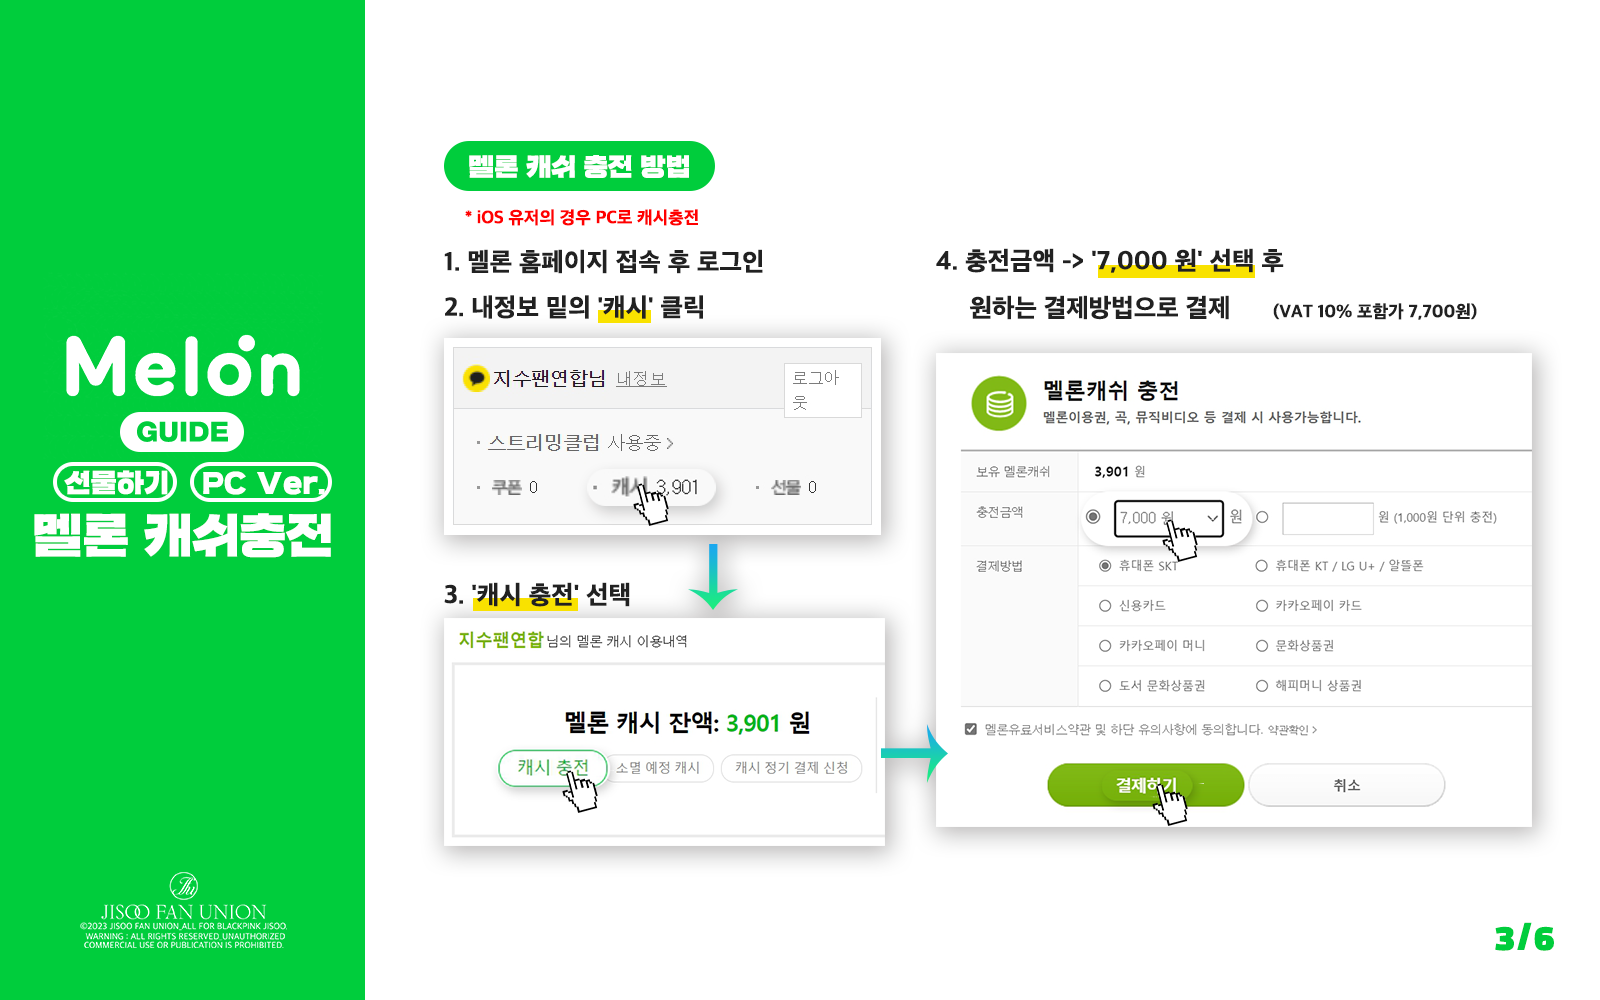 Melon
GUIDE
선물하기 PC Ver.
멜론 캐쉬충전
JISOO FAN UNION
©2023 JISOO FAN UNION_ALL FOR BLACKPINK JISOO.
WARNING : ALL RIGHTS RESERVED_UNAUTHORIZED
COMMERCIAL USE OR PUBLICATION IS PROHIBITED.
멜론 캐쉬 충전 방법
* iOS 유저의 경우 PC로 캐시충전
1. 멜론 홈페이지 접속 후 로그인
2. 내정보 밑의 '캐시' 클릭
지수팬연합님 내정보
로그아
웃
· 스트리밍클럽 사용중 >
· 쿠폰 0 · 캐시 3,901 · 선물 0
3. '캐시 충전' 선택
지수팬연합님의 멜론 캐시 이용내역
멜론 캐시 잔액: 3,901 원
캐시 충전 소멸 예정 캐시 캐시 정기 결제 신청
4. 충전금액 -> '7,000 원' 선택 후
원하는 결제방법으로 결제 (VAT 10% 포함가 7,700원)
멜론캐쉬 충전
멜론이용권, 곡, 뮤직비디오 등 결제 시 사용가능합니다.
보유 멜론캐쉬 3,901 원
충전금액 7,000 원 원 원 (1,000원 단위 충전)
결제방법 휴대폰 SKT 휴대폰 KT / LG U+ / 알뜰폰
신용카드 카카오페이 카드
카카오페이 머니 문화상품권
도서 문화상품권 해피머니 상품권
멜론유료서비스약관 및 하단 유의사항에 동의합니다. 약관확인 >
결제하기 취소
3/6